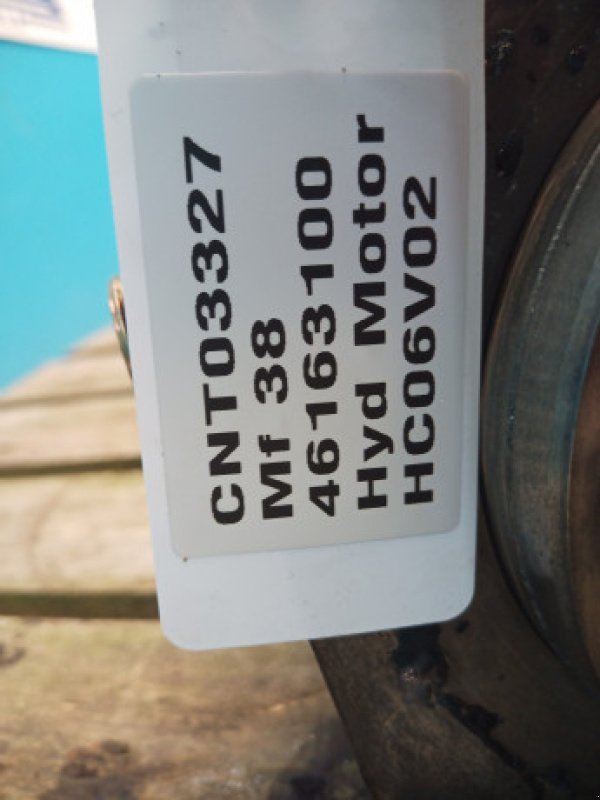 CNT03327
Mf 38
46163100
Hyd Motor
HC06V02